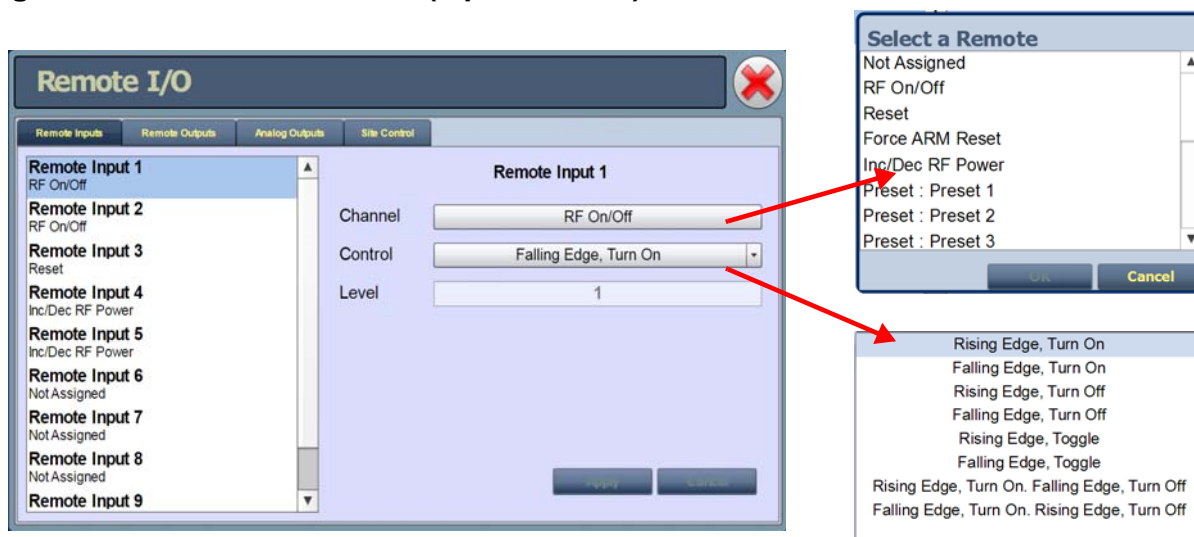 Remote I/O
Remote Inputs
Remote Outputs
Analog Outputs
Site Control
Remote Input 1
RF On/Off
Remote Input 2
RF On/Off
Remote Input 3
Reset
Remote Input 4
Inc/Dec RF Power
Remote Input 5
Inc/Dec RF Power
Remote Input 6
Not Assigned
Remote Input 7
Not Assigned
Remote Input 8
Not Assigned
Remote Input 9
Remote Input 1
Channel RF On/Off
Control Falling Edge, Turn On
Level 1
Apply Cancel
Select a Remote
Not Assigned
RF On/Off
Reset
Force ARM Reset
Inc/Dec RF Power
Preset : Preset 1
Preset : Preset 2
Preset : Preset 3
OK Cancel
Rising Edge, Turn On
Falling Edge, Turn On
Rising Edge, Turn Off
Falling Edge, Turn Off
Rising Edge, Toggle
Falling Edge, Toggle
Rising Edge, Turn On. Falling Edge, Turn Off
Falling Edge, Turn On. Rising Edge, Turn Off